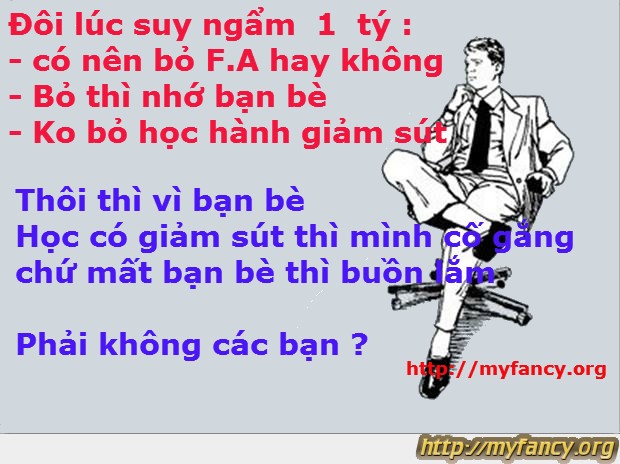 Đôi lúc suy ngẩm 1 tý :
- có nên bỏ F.A hay không
- Bỏ thì nhớ bạn bè
- Ko bỏ học hành giảm sút
Thôi thì vì bạn bè
Học có giảm sút thì mình cố gắng
chứ mất bạn bè thì buồn lắm
Phải không các bạn ?
http://myfancy.org
http://myfancy.org